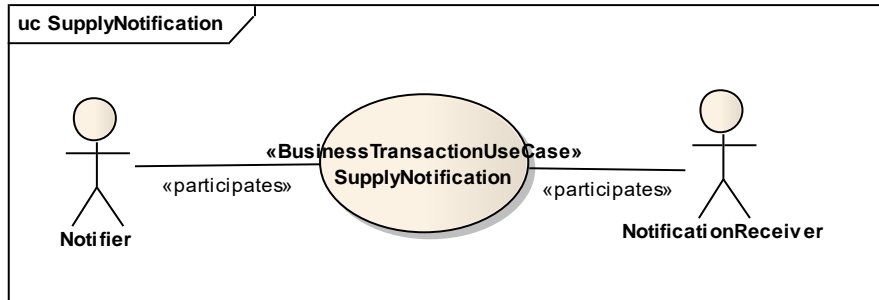 uc SupplyNotification
«BusinessTransactionUseCase»
SupplyNotification
«participates»
«participates»
Notifier
NotificationReceiver